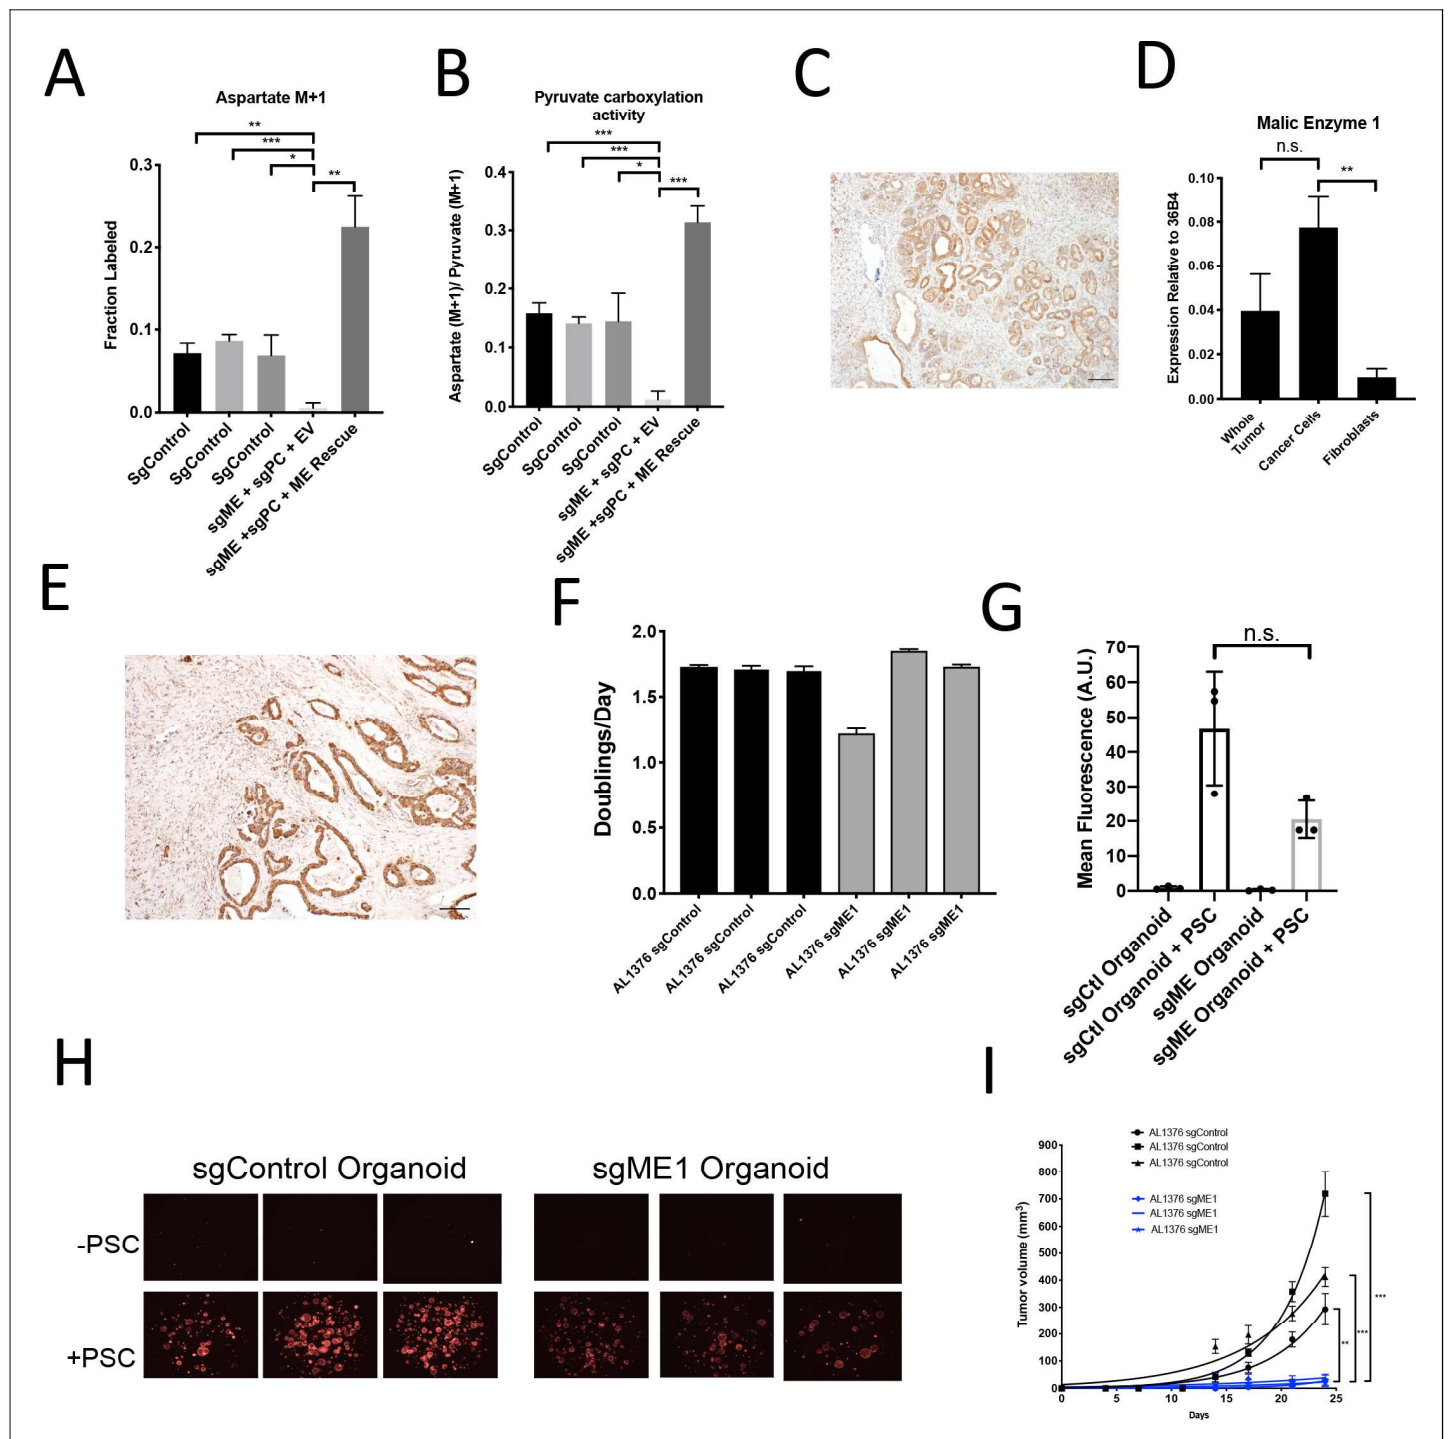 A
B
C
D
Aspartate M+1
**
***
*
**
0.3
0.2
0.1
0.0
Fraction Labeled
SgControl
SgControl
SgControl
sgME + sgPC + EV
sgME +sgPC + ME Rescue
Pyruvate carboxylation
activity
***
***
*
***
0.4
0.3
0.2
0.1
0.0
Aspartate (M+1)/ Pyruvate (M+1)
SgControl
SgControl
SgControl
sgME + sgPC + EV
sgME +sgPC + ME Rescue
Malic Enzyme 1
n.s.
**
0.10
0.08
0.06
0.04
0.02
0.00
Expression Relative to 36B4
Whole
Tumor
Cancer Cells
Fibroblasts
E
F
G
2.0
1.5
1.0
0.5
0.0
Doublings/Day
AL1376 sgControl
AL1376 sgControl
AL1376 sgControl
AL1376 sgME1
AL1376 sgME1
AL1376 sgME1
n.s.
70
60
50
40
30
20
10
0
Mean Fluorescence (A.U.)
sgCtl Organoid
sgCtl Organoid + PSC
sgME Organoid
sgME Organoid + PSC
H
sgControl Organoid
sgME1 Organoid
-PSC
+PSC
I
AL1376 sgControl
AL1376 sgControl
AL1376 sgControl
AL1376 sgME1
AL1376 sgME1
AL1376 sgME1
900
800
700
600
500
400
300
200
100
0
Tumor volume (mm³)
0
5
10
15
20
25
Days
**
***
***